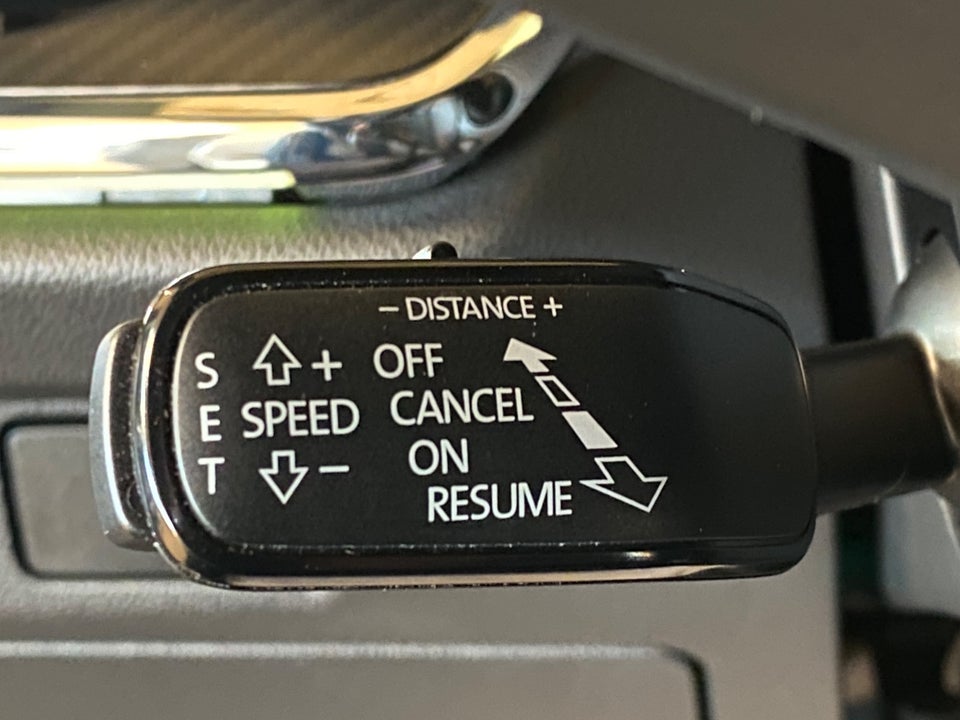 – DISTANCE +
S + OFF
E SPEED CANCEL
T – ON
RESUME